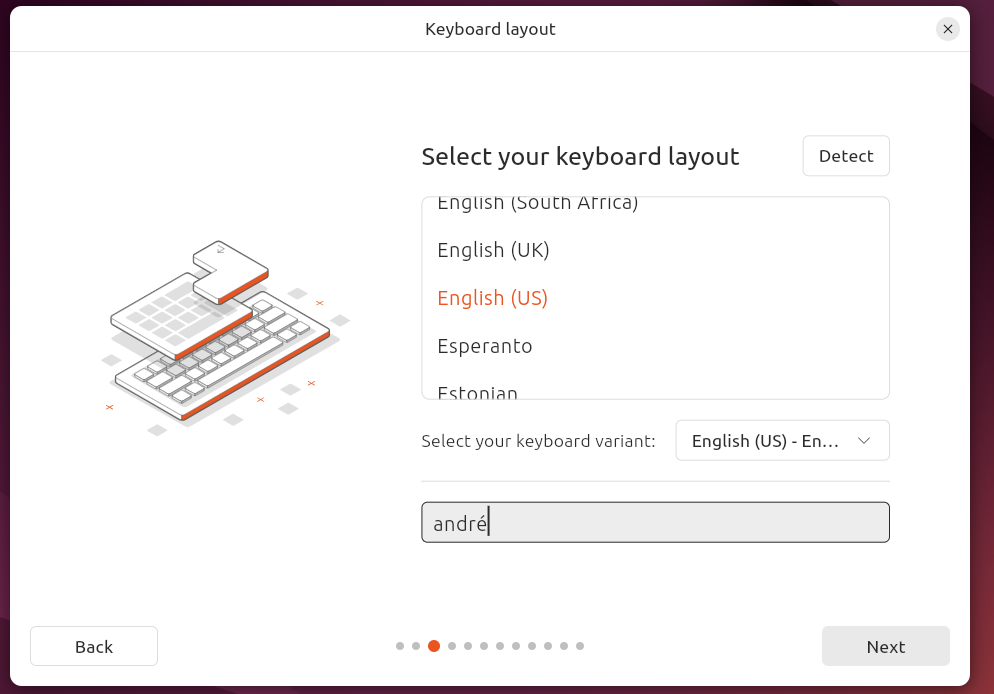 Keyboard layout
Select your keyboard layout
Detect
English (South Africa)
English (UK)
English (US)
Esperanto
Estonian
Select your keyboard variant:
English (US) - En...
andré
Back
Next